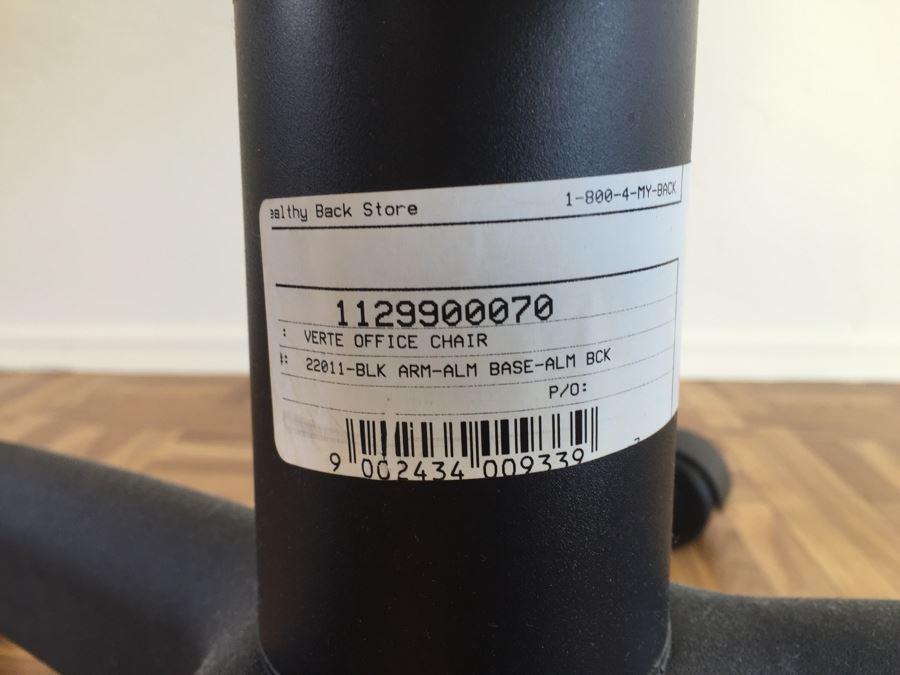 ealthy Back Store 1-800-4-MY-BACK
1129900070
: VERTE OFFICE CHAIR
: 22011-BLK ARM-ALM BASE-ALM BCK
P/O:
9 002434 009339